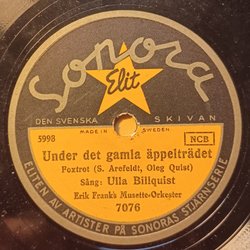 Sonora
Elit
DEN SVENSKA SKIVAN
MADE IN SWEDEN
5998 NCB
Under det gamla äppelträdet
Foxtrot (S. Arefeldt, Oleg Quist)
Sång: Ulla Billquist
Erik Frank's Musette-Orkester
7076
ELITEN AV ARTISTER PÅ SONORAS STJÄRNSERIE